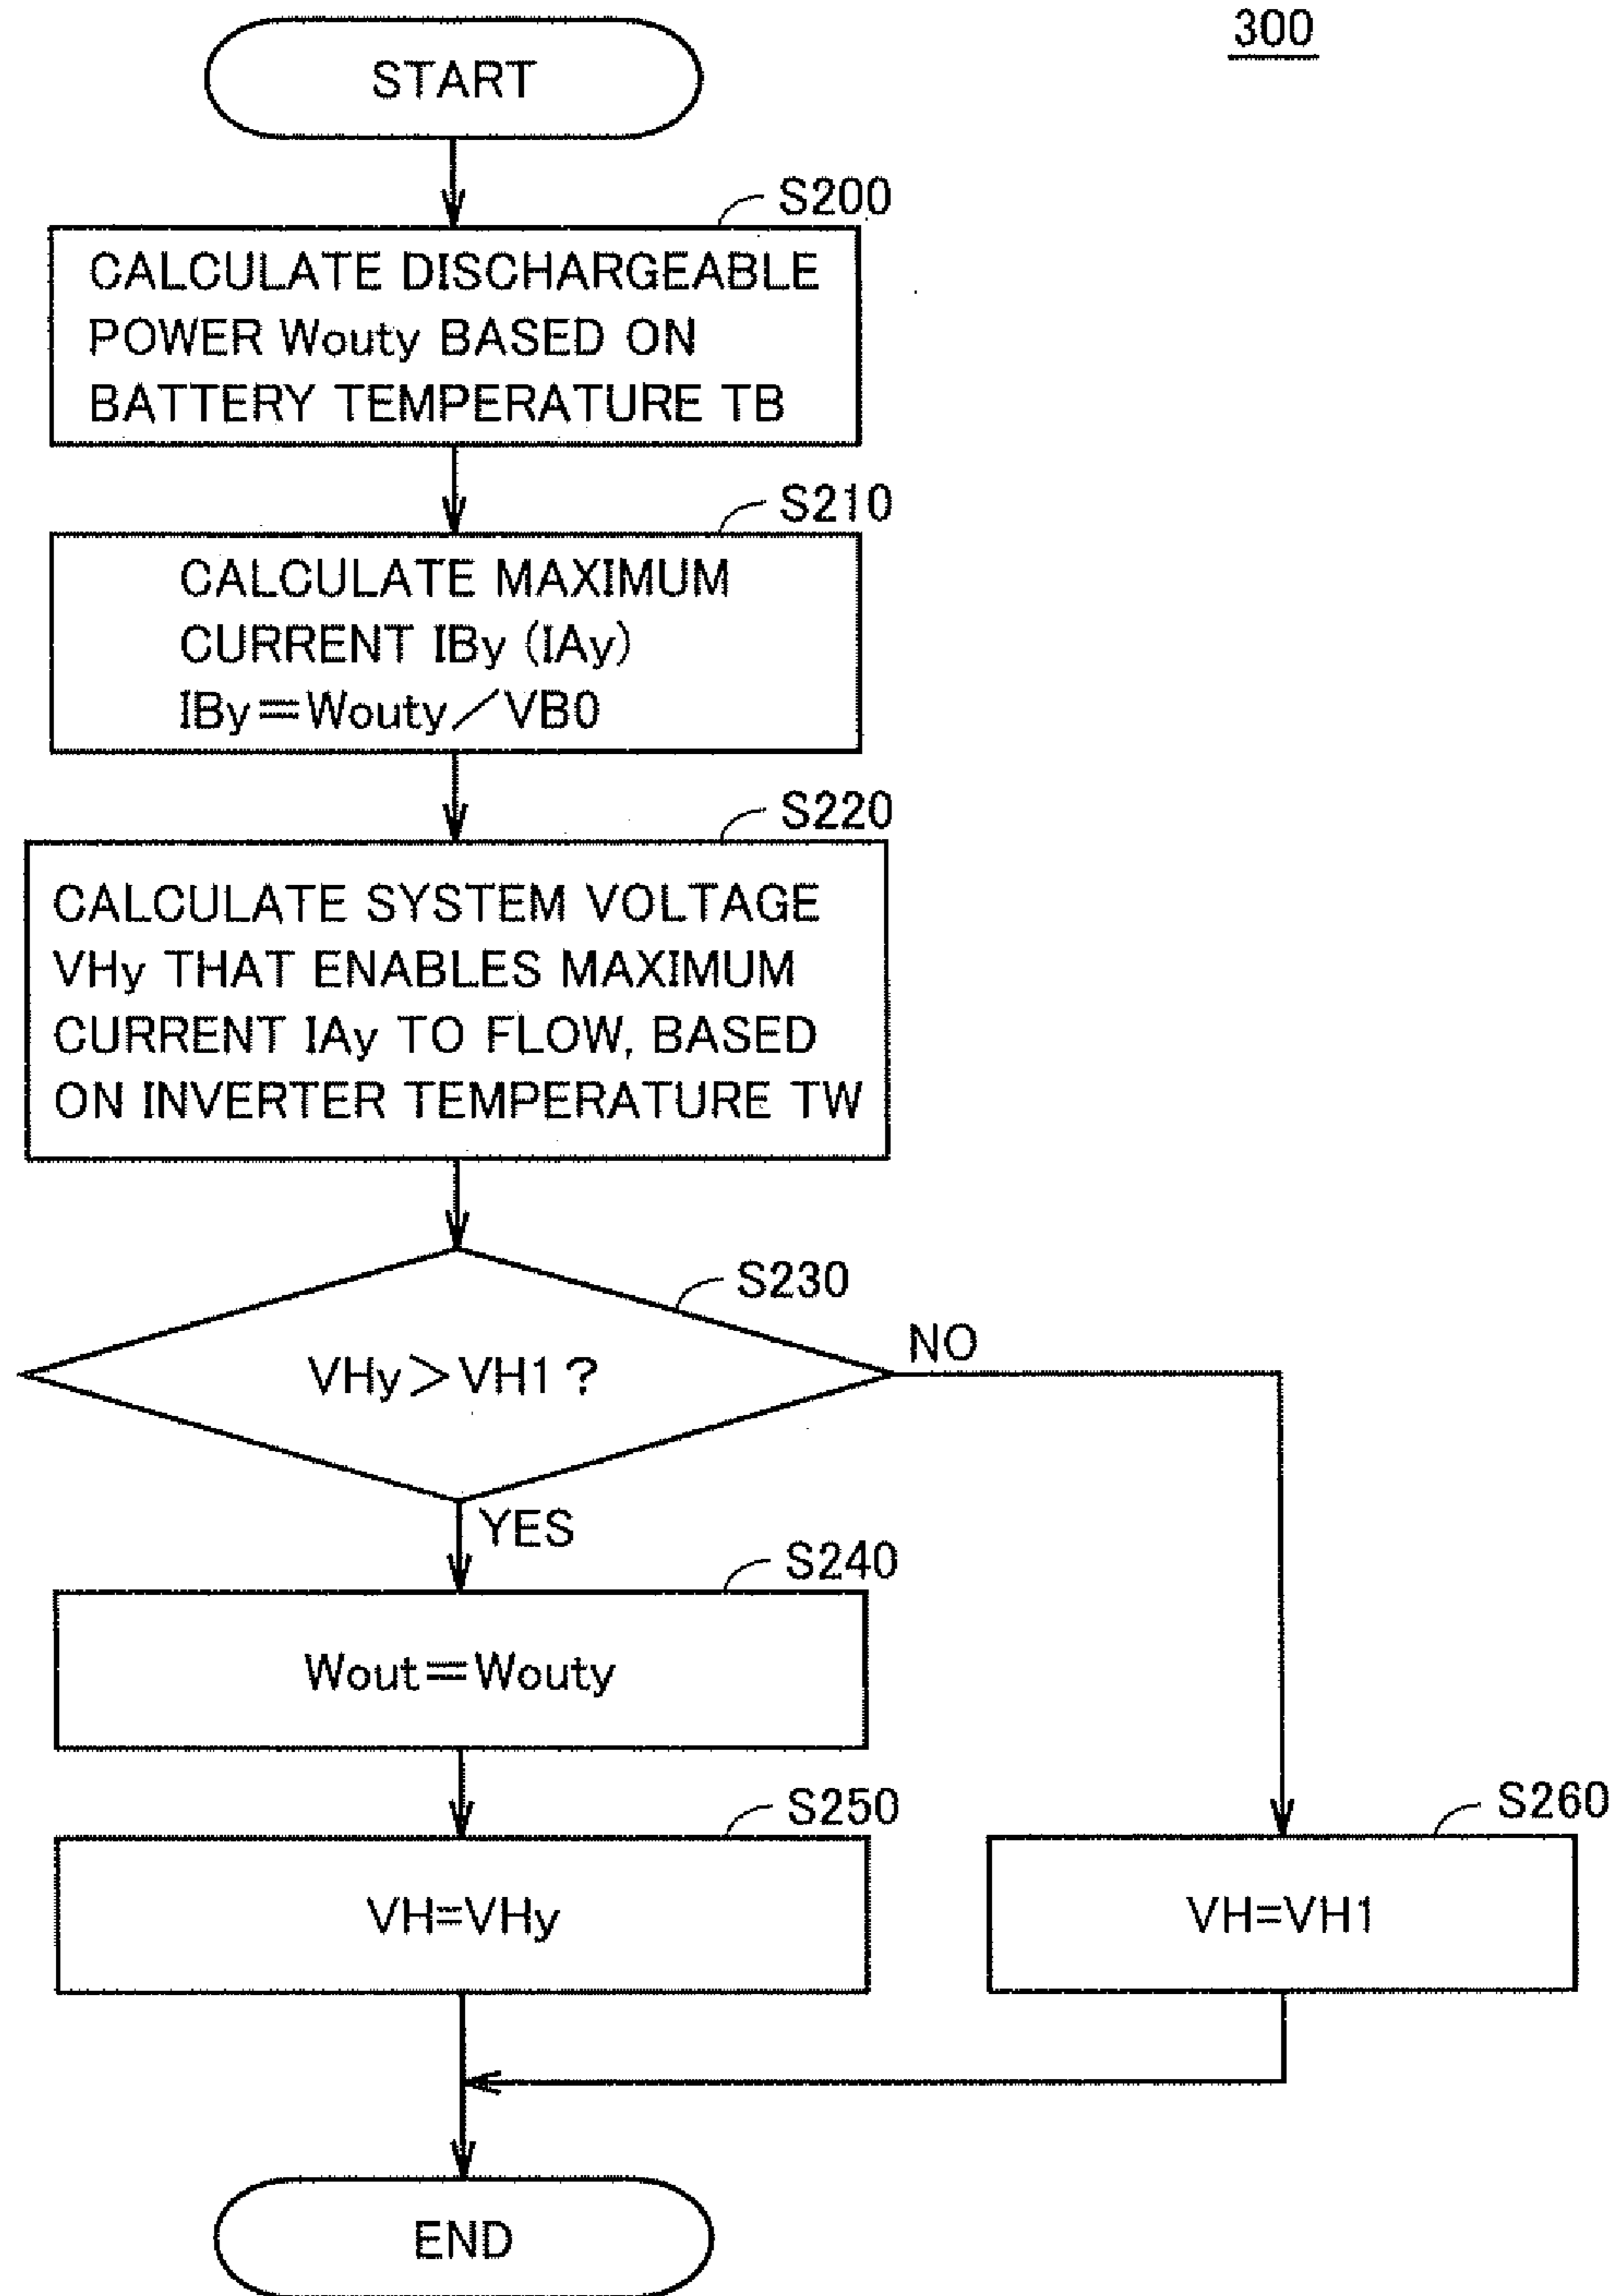 300
START
S200
CALCULATE DISCHARGEABLE
POWER Wouty BASED ON
BATTERY TEMPERATURE TB
S210
CALCULATE MAXIMUM
CURRENT IBy (IAy)
IBy=Wouty/VB0
S220
CALCULATE SYSTEM VOLTAGE
VHy THAT ENABLES MAXIMUM
CURRENT IAy TO FLOW, BASED
ON INVERTER TEMPERATURE TW
S230
VHy>VH1?
NO
YES
S240
Wout=Wouty
S250
VH=VHy
S260
VH=VH1
END